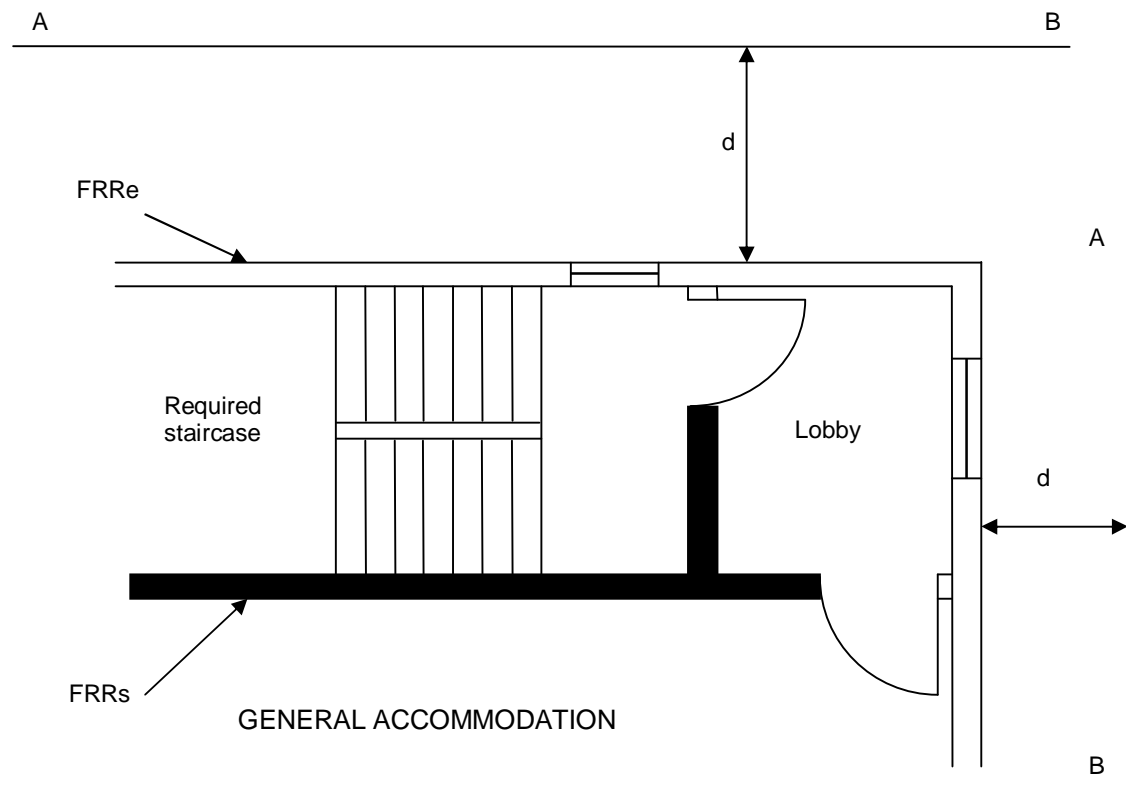 A
B
d
FRRe
A
Required
staircase
Lobby
d
FRRs
GENERAL ACCOMMODATION
B